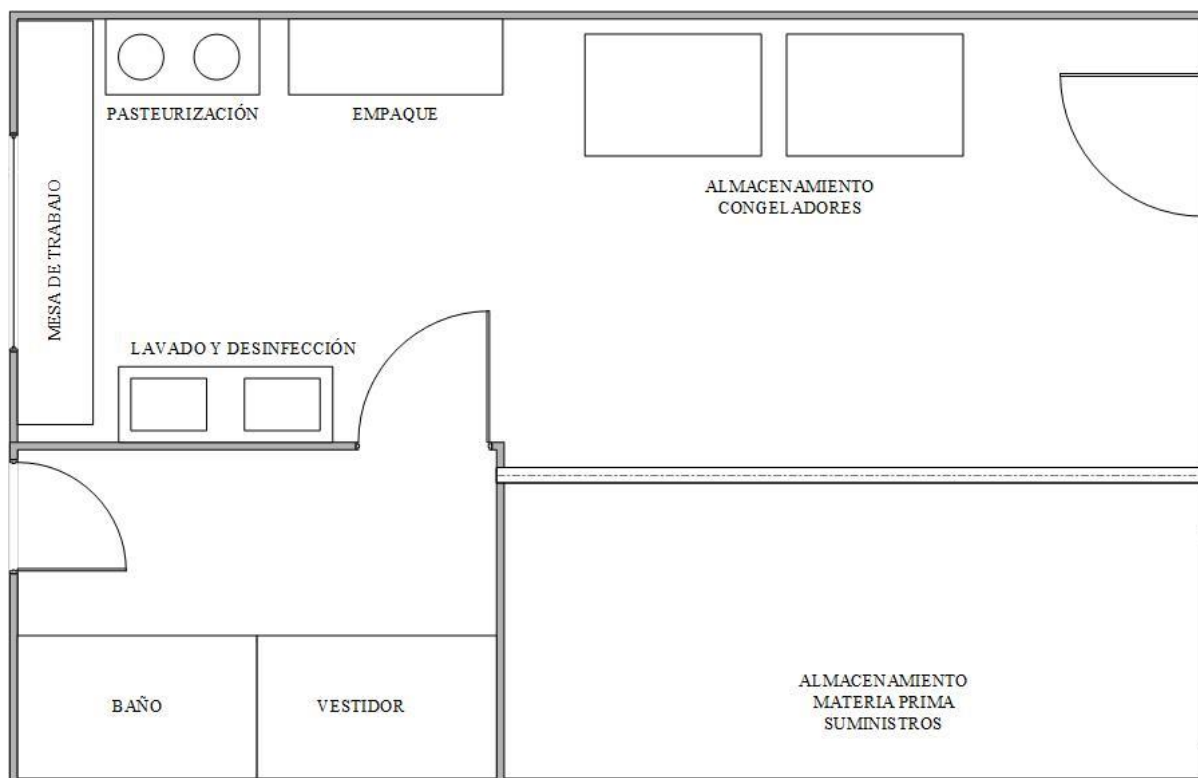 PASTEURIZACIÓN
EMPAQUE
ALMACENAMIENTO
CONGELADORES
MESA DE TRABAJO
LAVADO Y DESINFECCIÓN
BAÑO
VESTIDOR
ALMACENAMIENTO
MATERIA PRIMA
SUMINISTROS